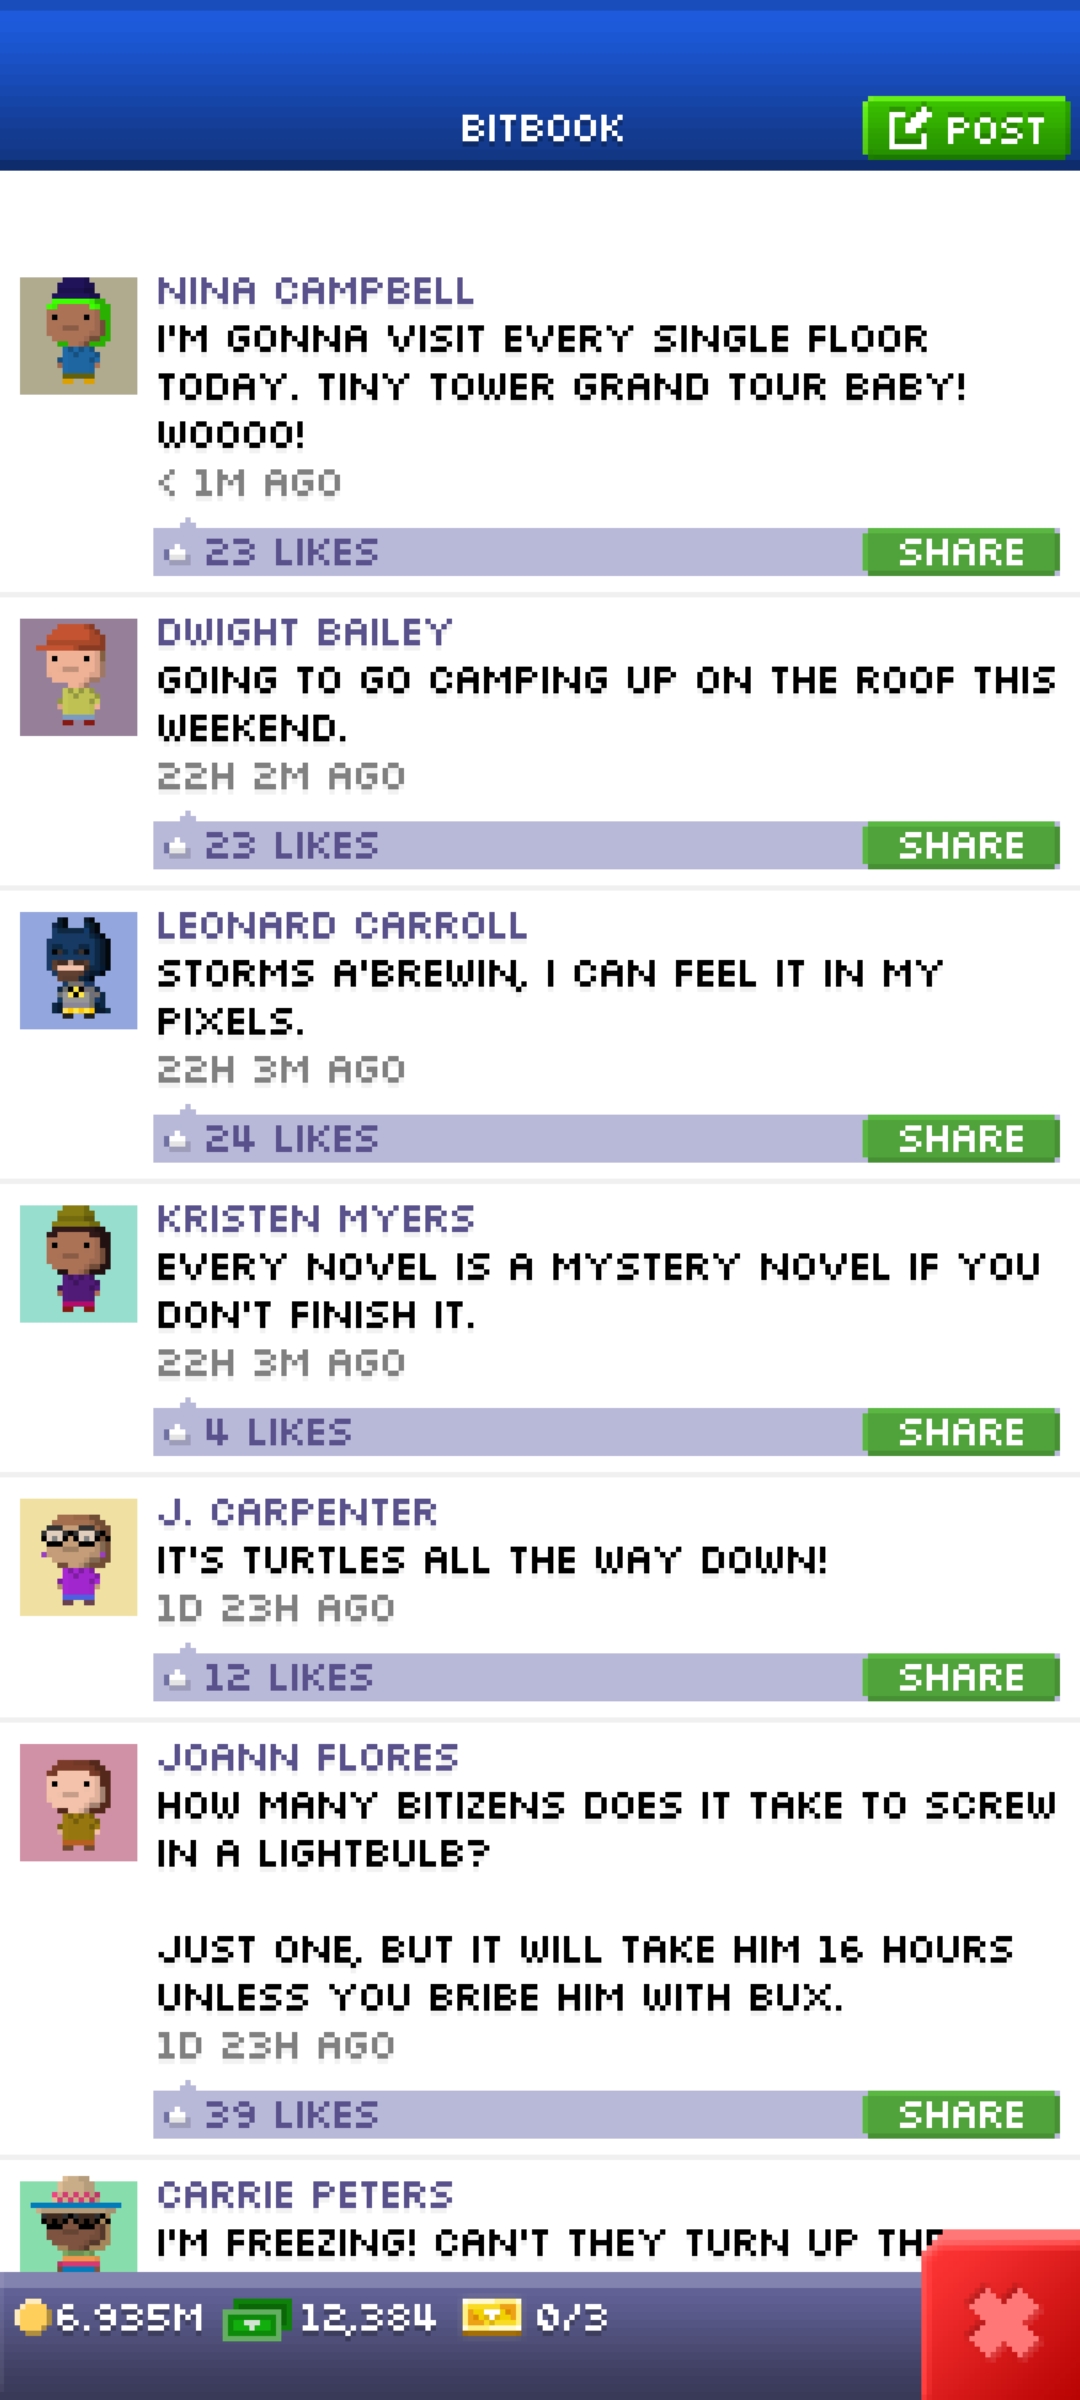 BITBOOK
POST
NINA CAMPBELL
I'M GONNA VISIT EVERY SINGLE FLOOR
TODAY. TINY TOWER GRAND TOUR BABY!
WOOOO!
< 1M AGO
23 LIKES
SHARE
DWIGHT BAILEY
GOING TO GO CAMPING UP ON THE ROOF THIS
WEEKEND.
22H 2M AGO
23 LIKES
SHARE
LEONARD CARROLL
STORMS A'BREWIN, I CAN FEEL IT IN MY
PIXELS.
22H 3M AGO
24 LIKES
SHARE
KRISTEN MYERS
EVERY NOVEL IS A MYSTERY NOVEL IF YOU
DON'T FINISH IT.
22H 3M AGO
4 LIKES
SHARE
J. CARPENTER
IT'S TURTLES ALL THE WAY DOWN!
1D 23H AGO
12 LIKES
SHARE
JOANN FLORES
HOW MANY BITIZENS DOES IT TAKE TO SCREW
IN A LIGHTBULB?
JUST ONE, BUT IT WILL TAKE HIM 16 HOURS
UNLESS YOU BRIBE HIM WITH BUX.
1D 23H AGO
39 LIKES
SHARE
CARRIE PETERS
I'M FREEZING! CAN'T THEY TURN UP THE
6.935M 12,384 0/3